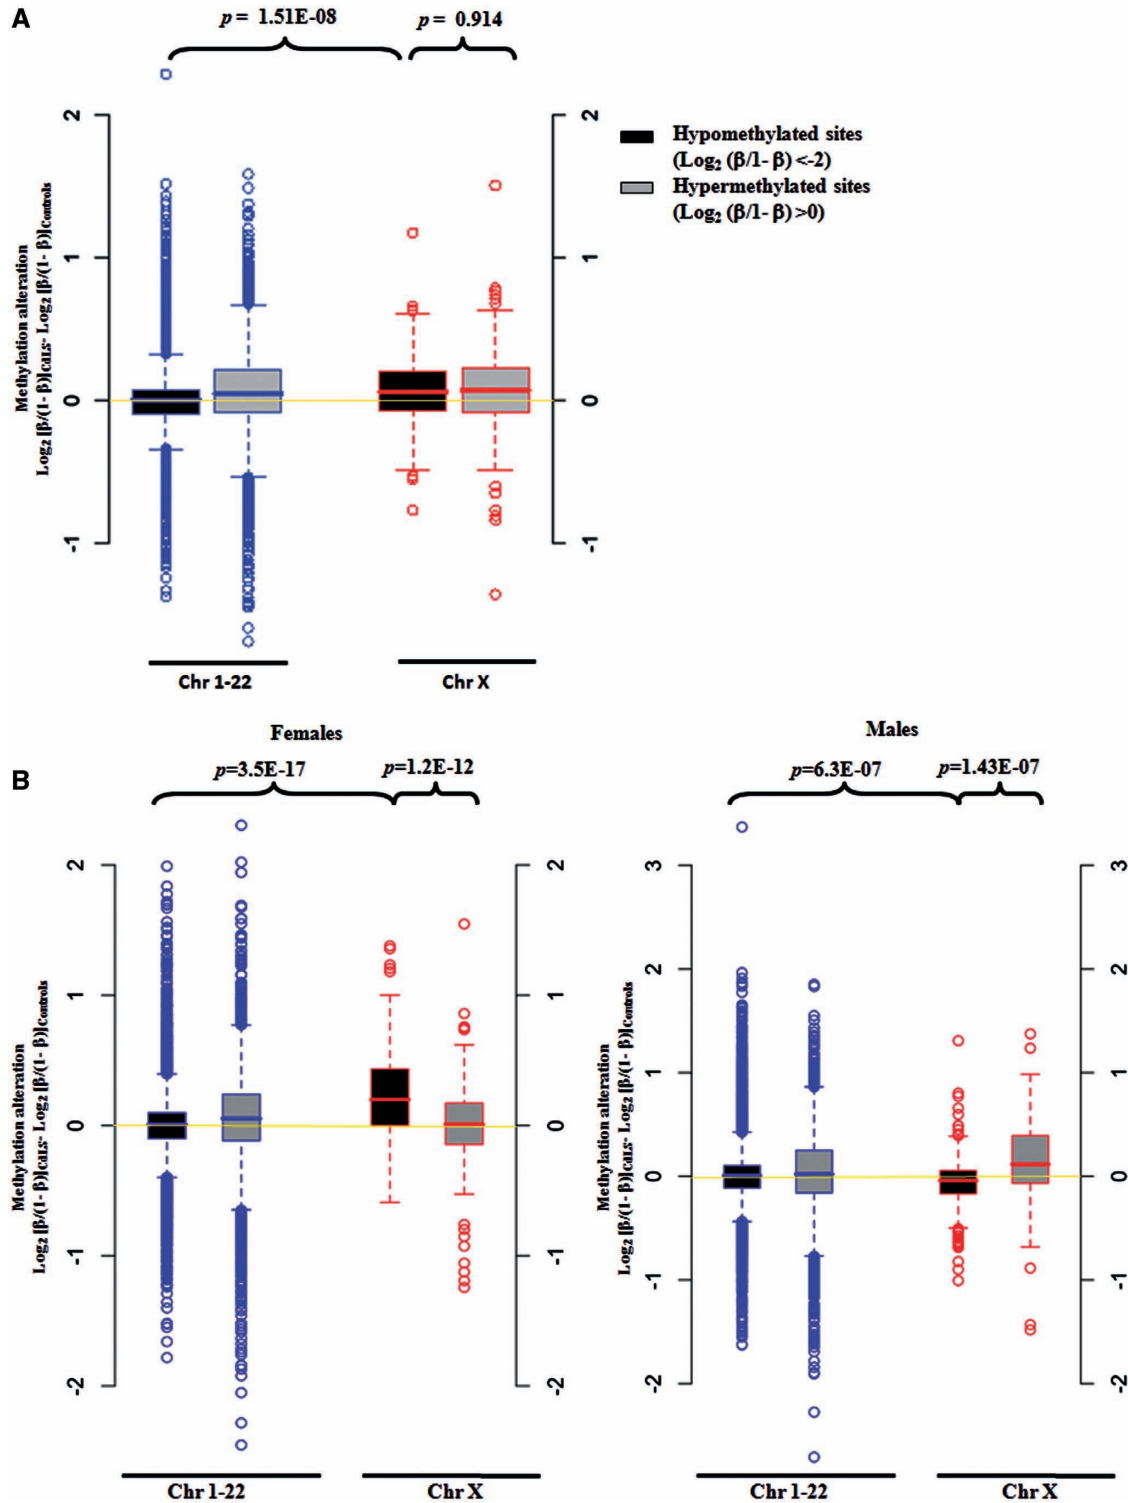 A
p = 1.51E-08
p = 0.914
2
1
0
-1
2
1
0
-1
Methylation alteration
Log2 [β/(1- β)]CdLS- Log2 [β/(1- β)]Controls
Hypomethylated sites
(Log2 (β/1- β) <-2)
Hypermethylated sites
(Log2 (β/1- β) >0)
Chr 1-22
Chr X
B
Females
p=3.5E-17
p=1.2E-12
2
1
0
-1
-2
2
1
0
-1
-2
Methylation alteration
Log2 [β/(1- β)]CdLS- Log2 [β/(1- β)]Controls
Chr 1-22
Chr X
Males
p=6.3E-07
p=1.43E-07
3
2
1
0
-1
-2
3
2
1
0
-1
-2
Methylation alteration
Log2 [β/(1- β)]CdLS- Log2 [β/(1- β)]Controls
Chr 1-22
Chr X